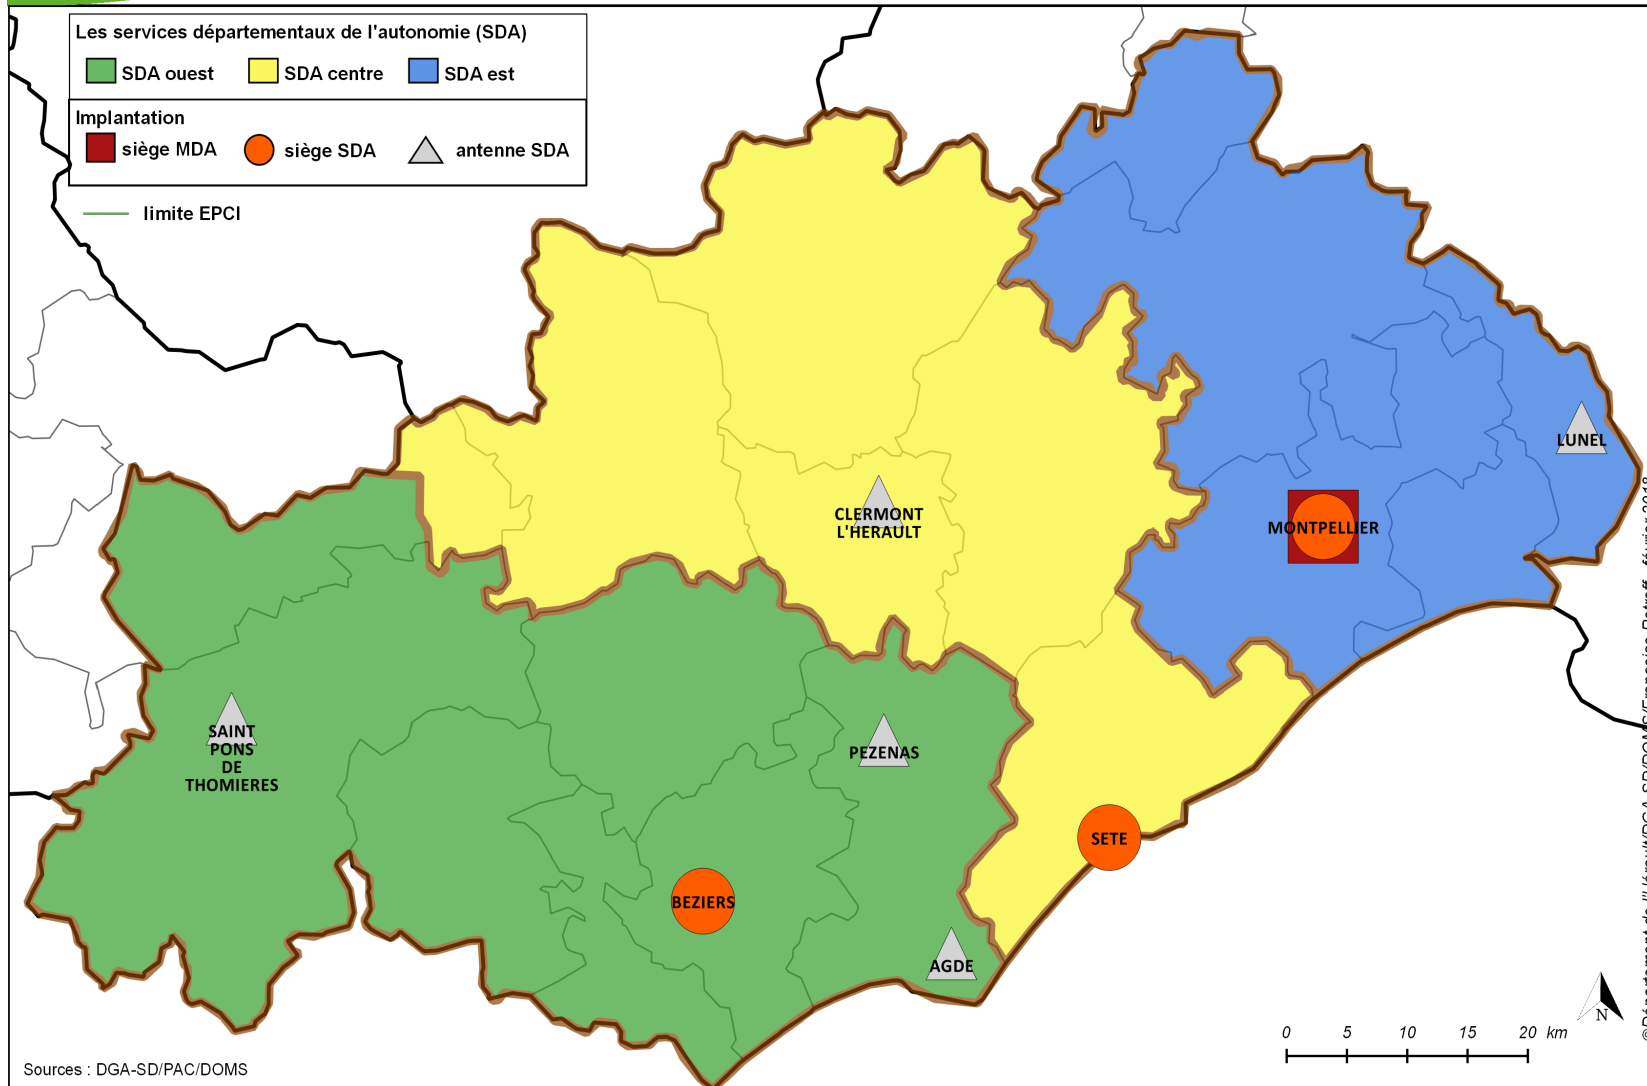 Les services départementaux de l'autonomie (SDA)
SDA ouest
SDA centre
SDA est
Implantation
siège MDA
siège SDA
antenne SDA
limite EPCI
LUNEL
CLERMONT
L'HERAULT
MONTPELLIER
SAINT
PONS
DE
THOMIERES
PEZENAS
SETE
BEZIERS
AGDE
N
0 5 10 15 20 km
Sources : DGA-SD/PAC/DOMS